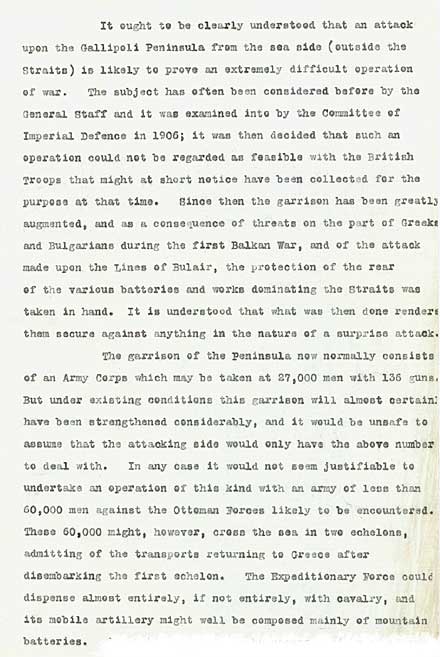 It ought to be clearly understood that an attack
upon the Gallipoli Peninsula from the sea side (outside the
Straits) is likely to prove an extremely difficult operation
of war. The subject has often been considered before by the
General Staff and it was examined into by the Committee of
Imperial Defence in 1906; it was then decided that such an
operation could not be regarded as feasible with the British
Troops that might at short notice have been collected for the
purpose at that time. Since then the garrison has been greatly
augmented, and as a consequence of threats on the part of Greeks
and Bulgarians during the first Balkan War, and of the attack
made upon the Lines of Bulair, the protection of the rear
of the various batteries and works dominating the Straits was
taken in hand. It is understood that what was then done renders
them secure against anything in the nature of a surprise attack.
The garrison of the Peninsula now normally consists
of an Army Corps which may be taken at 27,000 men with 136 guns.
But under existing conditions this garrison will almost certainl
have been strengthened considerably, and it would be unsafe to
assume that the attacking side would only have the above number
to deal with. In any case it would not seem justifiable to
undertake an operation of this kind with an army of less than
60,000 men against the Ottoman Forces likely to be encountered.
These 60,000 might, however, cross the sea in two echelons,
admitting of the transports returning to Greece after
disembarking the first echelon. The Expeditionary Force could
dispense almost entirely, if not entirely, with cavalry, and
its mobile artillery might well be composed mainly of mountain
batteries.